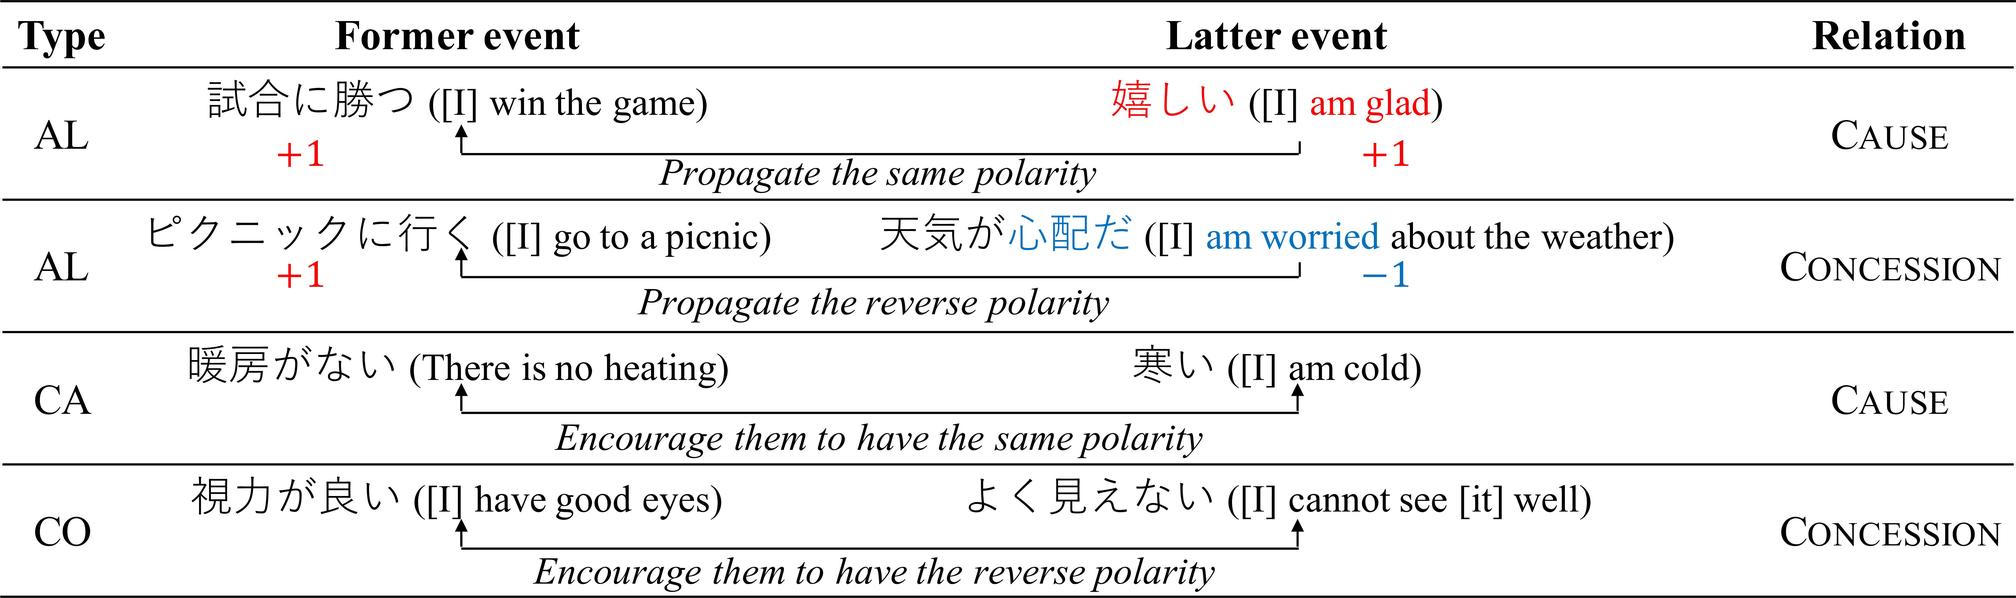 Type Former event Latter event Relation
AL 試合に勝つ ([I] win the game) 嬉しい ([I] am glad) CAUSE
+1 +1
Propagate the same polarity
AL ピクニックに行く ([I] go to a picnic) 天気が心配だ ([I] am worried about the weather) CONCESSION
+1 −1
Propagate the reverse polarity
CA 暖房がない (There is no heating) 寒い ([I] am cold) CAUSE
Encourage them to have the same polarity
CO 視力が良い ([I] have good eyes) よく見えない ([I] cannot see [it] well) CONCESSION
Encourage them to have the reverse polarity